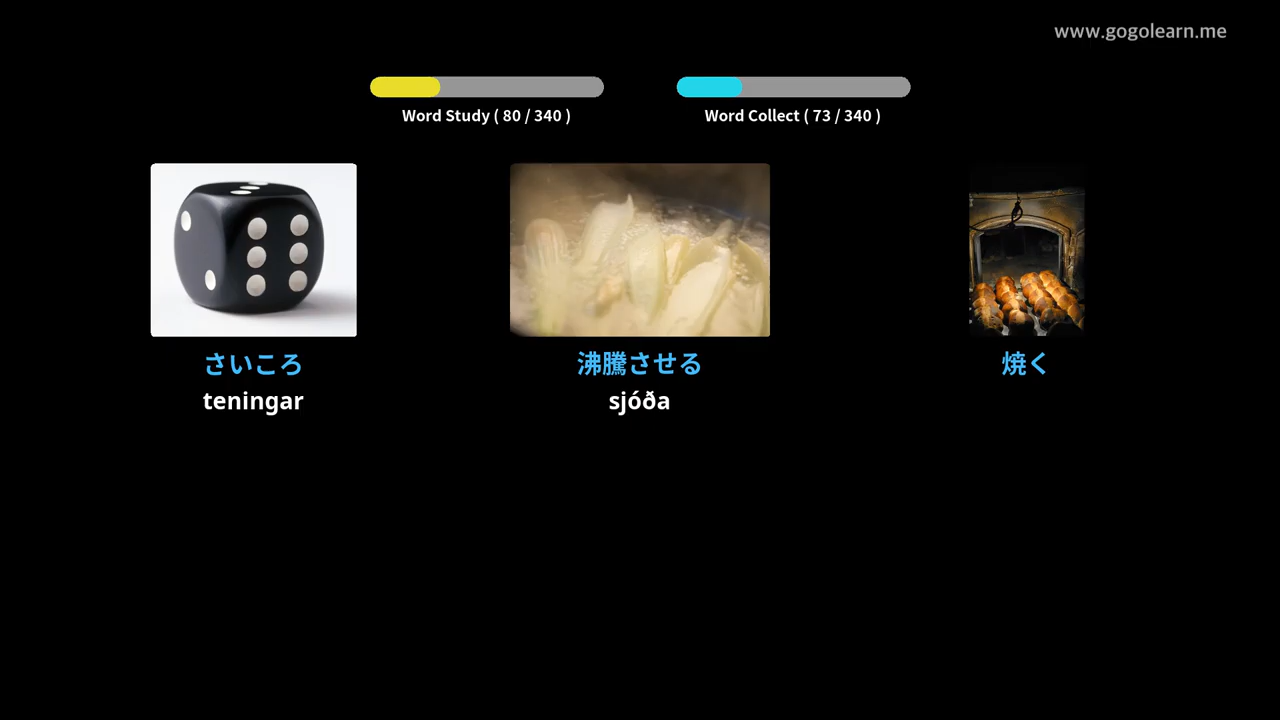 www.gogolearn.me
Word Study ( 80 / 340 )
Word Collect ( 73 / 340 )
さいころ
teningar
沸騰させる
sjóða
焼く